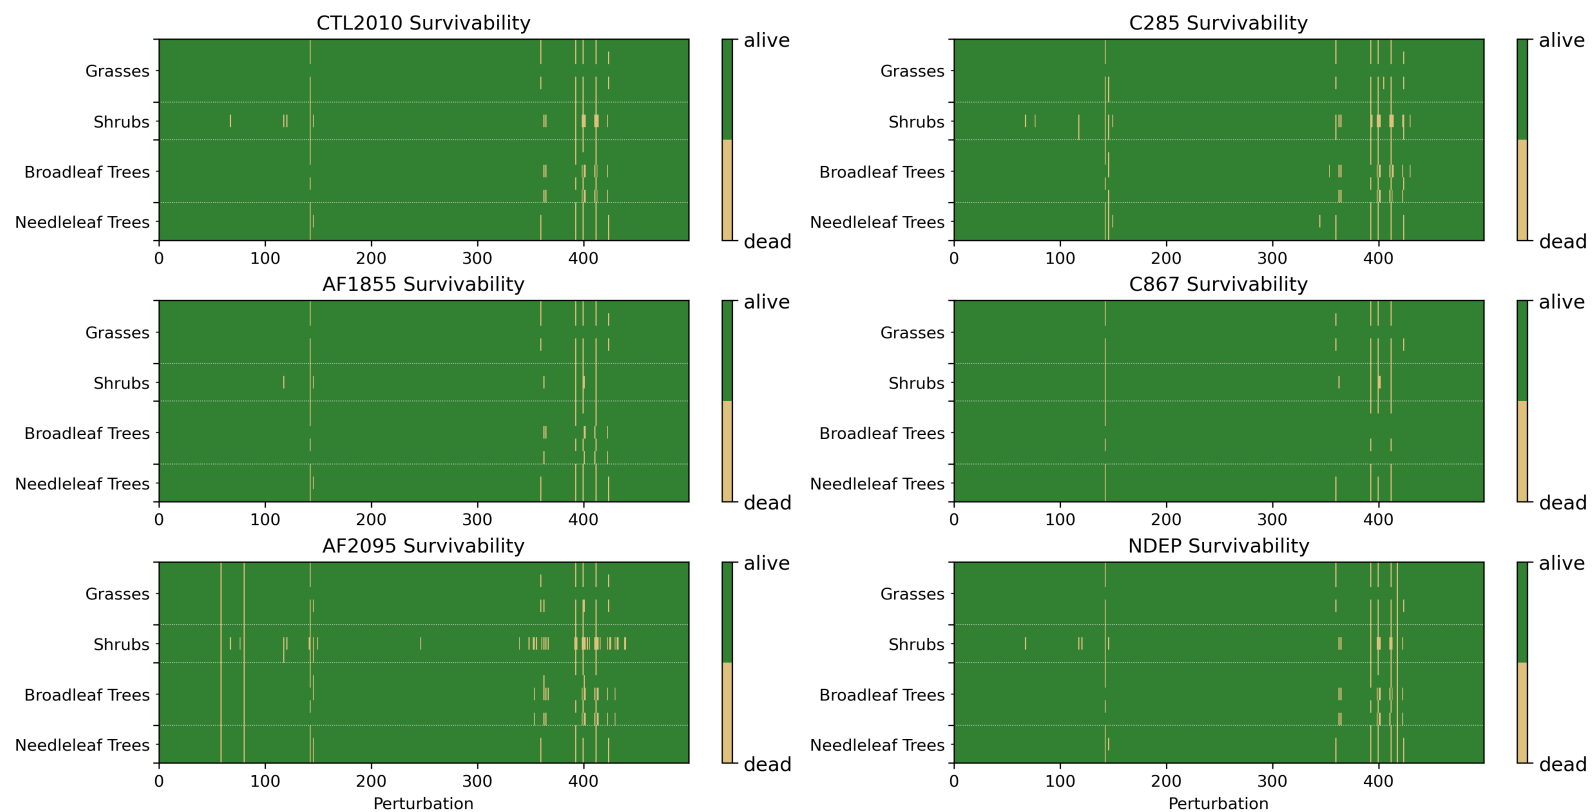 CTL2010 Survivability
Grasses
Shrubs
Broadleaf Trees
Needleleaf Trees
0 100 200 300 400
alive
dead
C285 Survivability
Grasses
Shrubs
Broadleaf Trees
Needleleaf Trees
0 100 200 300 400
alive
dead
AF1855 Survivability
Grasses
Shrubs
Broadleaf Trees
Needleleaf Trees
0 100 200 300 400
alive
dead
C867 Survivability
Grasses
Shrubs
Broadleaf Trees
Needleleaf Trees
0 100 200 300 400
alive
dead
AF2095 Survivability
Grasses
Shrubs
Broadleaf Trees
Needleleaf Trees
0 100 200 300 400
Perturbation
alive
dead
NDEP Survivability
Grasses
Shrubs
Broadleaf Trees
Needleleaf Trees
0 100 200 300 400
Perturbation
alive
dead